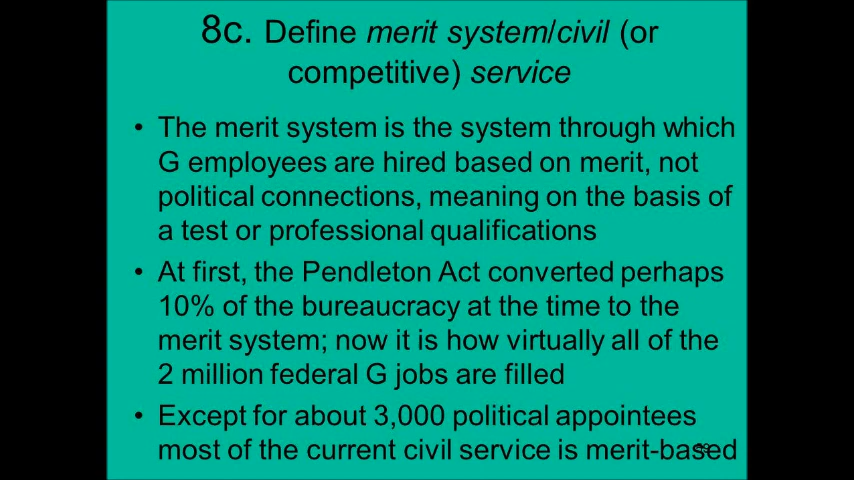 8c. Define merit system/civil (or
competitive) service
• The merit system is the system through which
G employees are hired based on merit, not
political connections, meaning on the basis of
a test or professional qualifications
• At first, the Pendleton Act converted perhaps
10% of the bureaucracy at the time to the
merit system; now it is how virtually all of the
2 million federal G jobs are filled
• Except for about 3,000 political appointees
most of the current civil service is merit-based